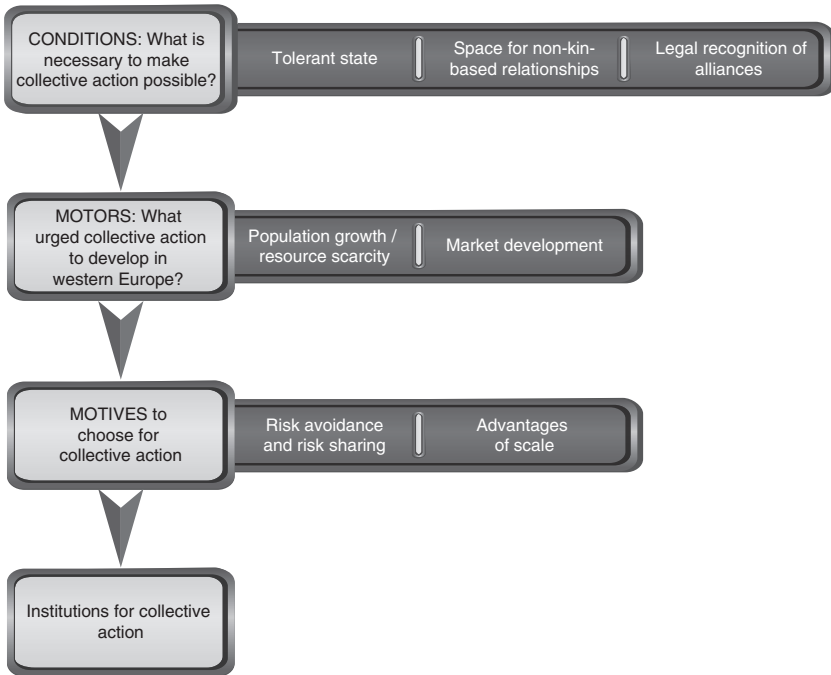 CONDITIONS: What is
necessary to make
collective action possible?
Tolerant state
Space for non-kin-
based relationships
Legal recognition of
alliances
MOTORS: What
urged collective action
to develop in
western Europe?
Population growth /
resource scarcity
Market development
MOTIVES to
choose for
collective action
Risk avoidance
and risk sharing
Advantages
of scale
Institutions for collective
action